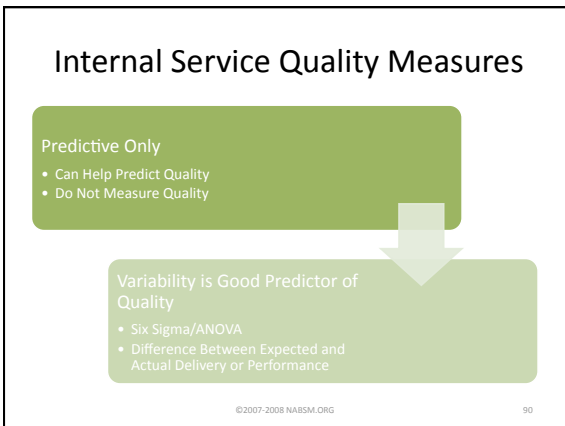 Internal Service Quality Measures
Predictive Only
• Can Help Predict Quality
• Do Not Measure Quality
Variability is Good Predictor of
Quality
• Six Sigma/ANOVA
• Difference Between Expected and
Actual Delivery or Performance
©2007-2008 NABSM.ORG
90